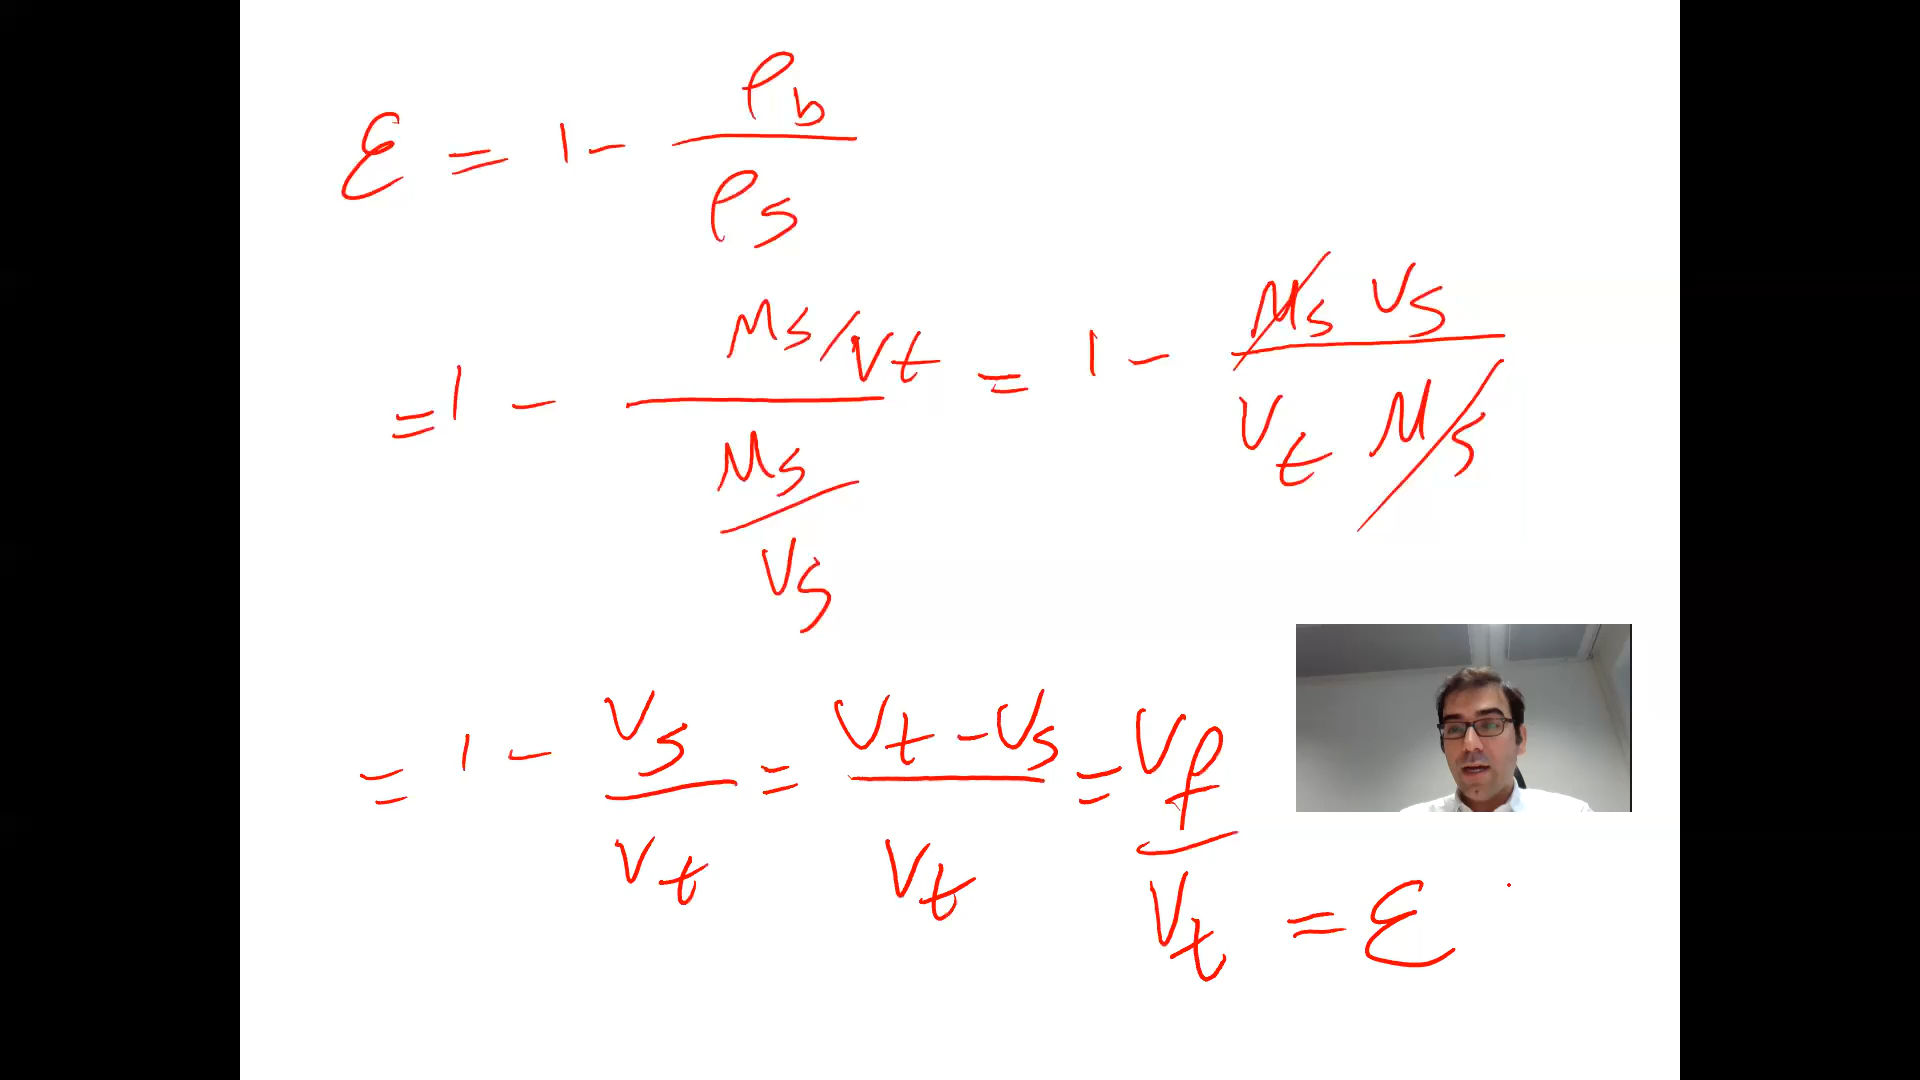 ε = 1 - ρb / ρs
= 1 - (Ms/Vt) / (Ms/Vs) = 1 - Ms Vs / Vt Ms
= 1 - Vs / Vt = Vt - Vs / Vt = Vp / Vt = ε